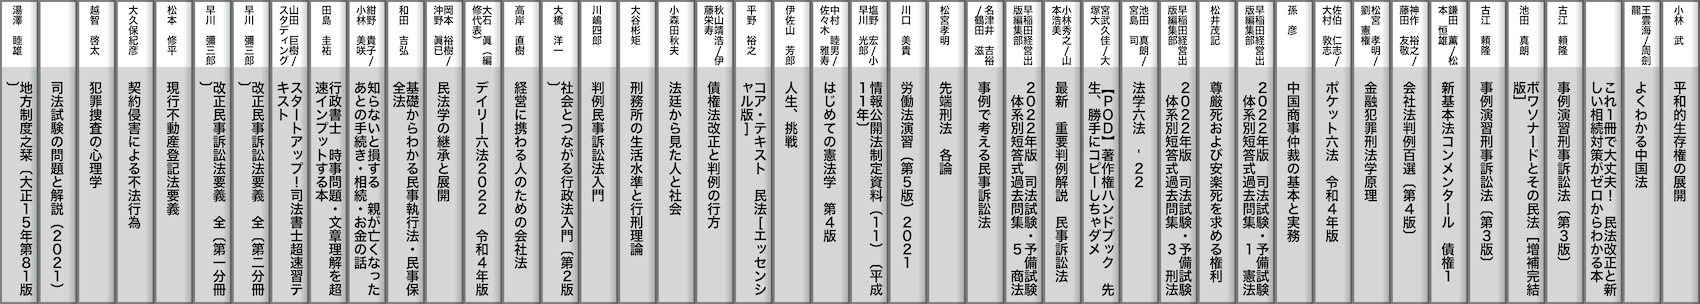 小林 武
平和的生存権の展開
王雲海/周劍
龍
よくわかる中国法
これ1冊で大丈夫! 民法改正と新
しい相続対策がゼロからわかる本
古江 頼隆
事例演習刑事訴訟法〔第3版〕
池田 真朗
ボワソナードとその民法[増補完結
版]
古江 頼隆
事例演習刑事訴訟法〔第3版〕
鎌田 薫/松
本 恒雄
新基本法コンメンタール 債権1
神作 裕之/
藤田 友敬
会社法判例百選〔第4版〕
松宮 孝明/
劉 憲権
金融犯罪刑法学原理
佐伯 仁志/
大村 敦志
ポケット六法 令和4年版
孫 彦
中国商事仲裁の基本と実務
早稲田経営出
版編集部
2022年版 司法試験・予備試験
体系別短答式過去問集 1 憲法
松井茂記
尊厳死および安楽死を求める権利
早稲田経営出
版編集部
2022年版 司法試験・予備試験
体系別短答式過去問集 3 刑法
池田 真朗/
宮島 司
法学六法 '22
宮武久佳/大
塚大
【POD】著作権ハンドブック 先
生、勝手にコピーしちゃダメ
小林秀之/山
本浩美
最新 重要判例解説 民事訴訟法
早稲田経営出
版編集部
2022年版 司法試験・予備試験
体系別短答式過去問集 5 商法
名津井 吉裕
/鶴田 滋
事例で考える民事訴訟法
松宮孝明
先端刑法 各論
川口 美貴
労働法演習(第5版)2021
塩野 宏/小
早川 光郎
情報公開法制定資料(11)〔平成
11年〕
中村 睦男/
佐々木 雅寿
はじめての憲法学 第4版
伊佐山 芳郎
人生、挑戦
平野 裕之
コア・テキスト 民法Iエッセンシ
ャル版]
秋山靖浩/伊
藤栄寿
債権法改正と判例の行方
小森田秋夫
法廷から見た人と社会
大谷彬矩
刑務所の生活水準と行刑理論
川嶋四郎
判例民事訴訟法入門
大橋 洋一
社会とつながる行政法入門〔第2版
〕
高岸 直樹
経営に携わる人のための会社法
大石 眞(編
修代表)
デイリー六法2022 令和4年版
岡本 裕樹/
沖野 眞已
民法学の継承と展開
和田 吉弘
基礎からわかる民事執行法・民事保
全法
紺野 貴子/
小林 美咲
知らないと損する 親が亡くなった
あとの手続き・相続・お金の話
田島 圭祐
行政書士 時事問題・文章理解を超
速インプットする本
山田 巨樹/
スタディング
スタートアップ!司法書士超速習テ
キスト
早川 彌三郎
改正民事訴訟法要義 全〔第二分冊
〕
早川 彌三郎
改正民事訴訟法要義 全〔第一分冊
〕
松本 修平
現行不動産登記法要義
大久保紀彦
契約侵害による不法行為
越智 啓太
犯罪捜査の心理学
司法試験の問題と解説(2021)
湯澤 睦雄
地方制度之栞〔大正15年第81版
〕